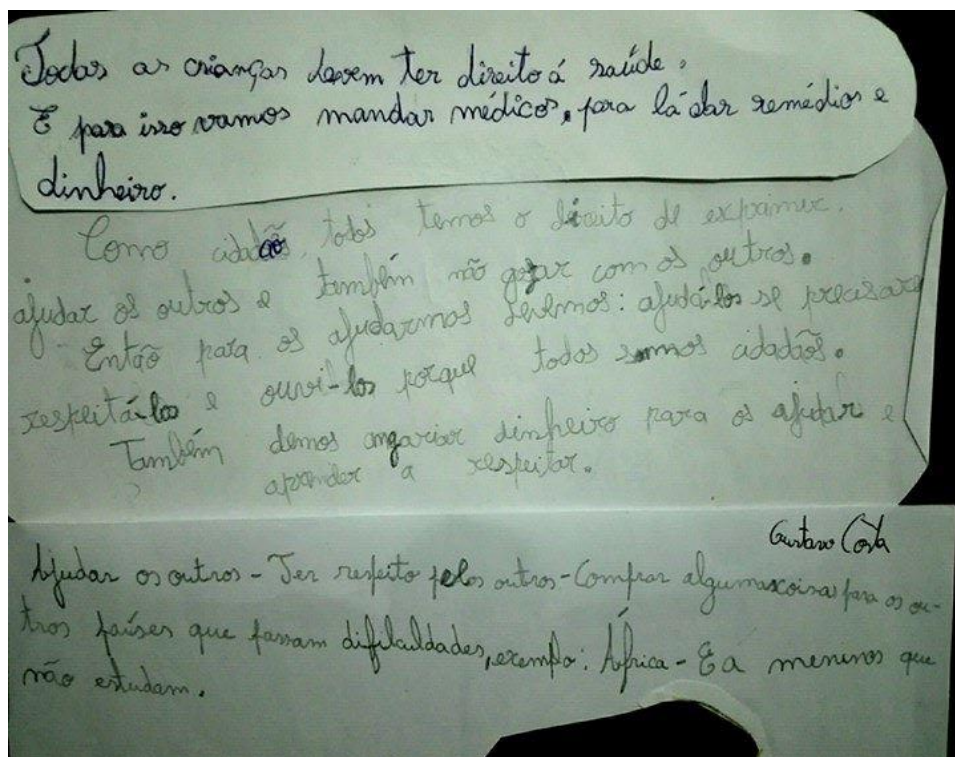 Todas as crianças devem ter direito á saúde.
E para isso vamos mandar médicos, para lá dar remédios e
dinheiro.
Como cidadão todos temos o direito de expramir.
ajudar os outros e também não gozar com os outros.
Então para os ajudarmos devemos: ajudá-los se precisare
respeitá-los e ouvi-los porque todos somos cidadãos.
Também demos angariar dinheiro para os ajudar e
aprender a respeitar.
Gustavo Costa
Ajudar os outros - Ter respeito pelos outros - Comprar algumas coisas para os ou-
tros países que passam dificuldades, exemplo: África - E a meninos que
não estudam.